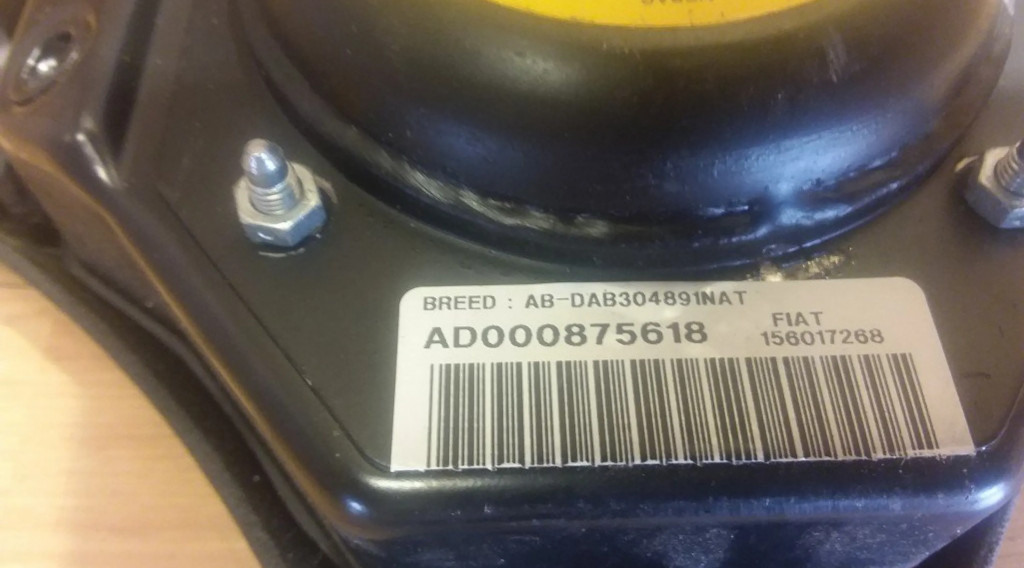 BREED : AB-DAB304891NAT
AD000875618
FIAT
156017268